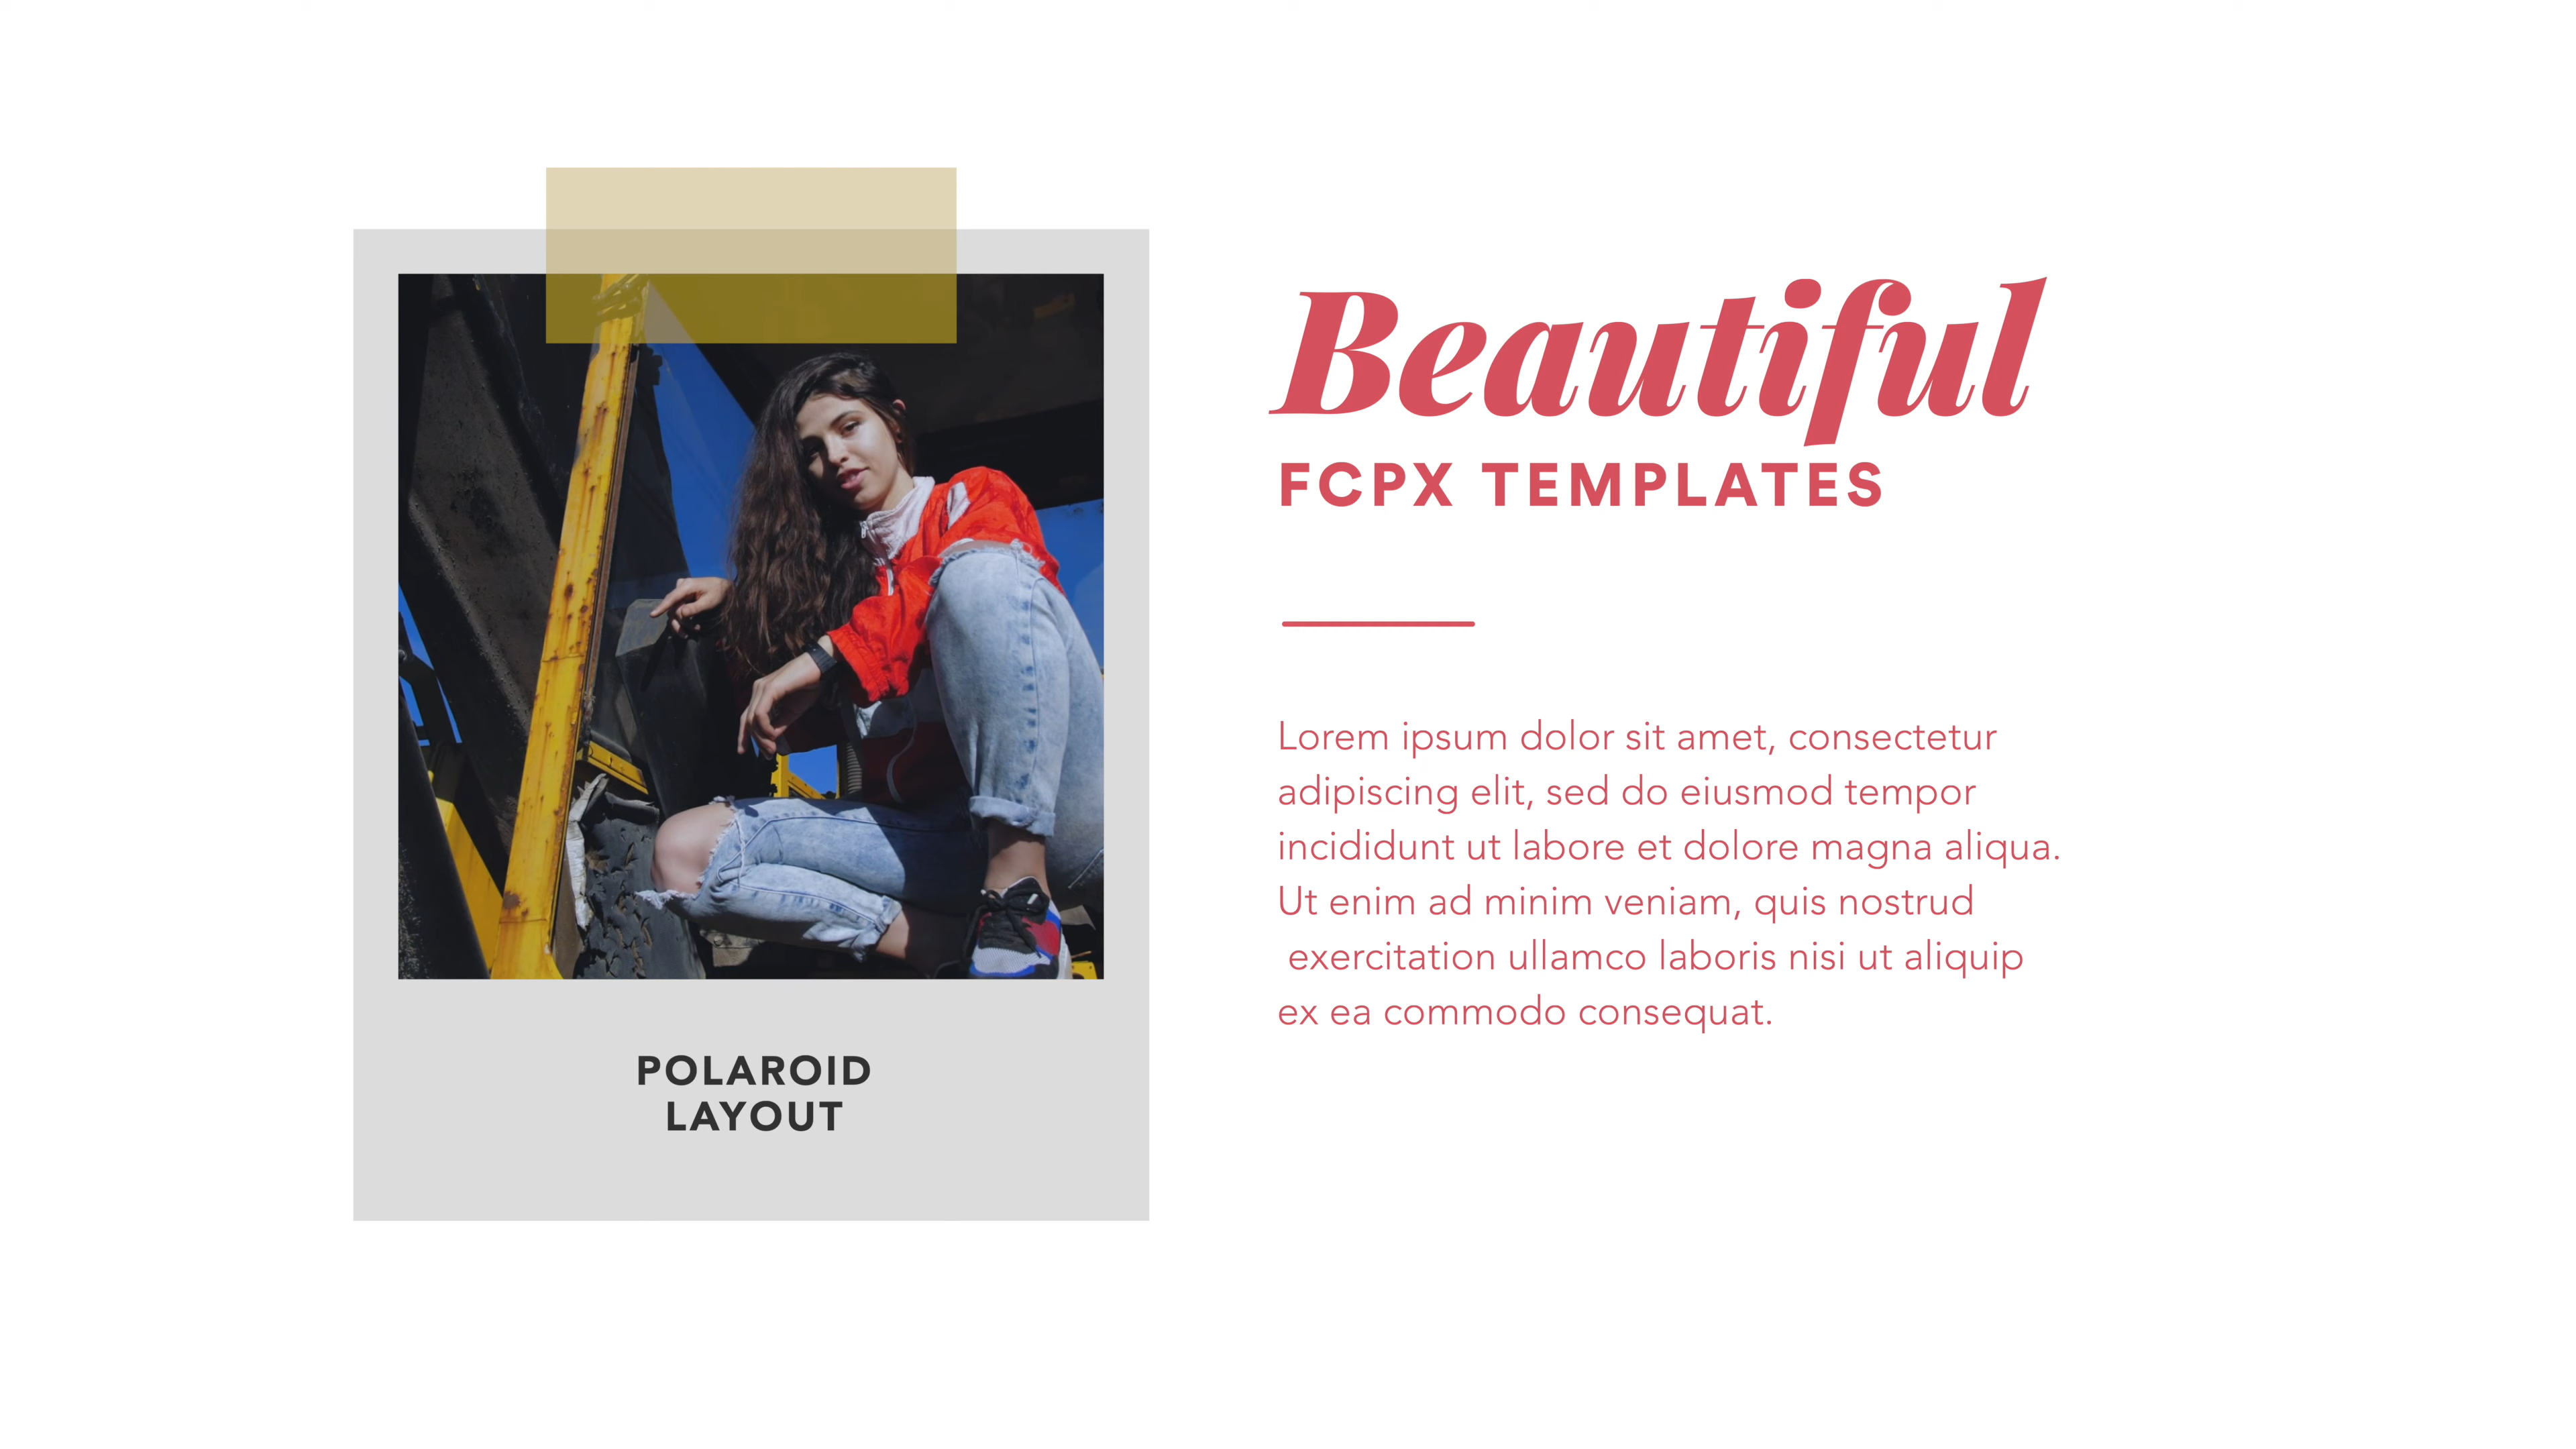 POLAROID
LAYOUT
Beautiful
FCPX TEMPLATES
Lorem ipsum dolor sit amet, consectetur
adipiscing elit, sed do eiusmod tempor
incididunt ut labore et dolore magna aliqua.
Ut enim ad minim veniam, quis nostrud
exercitation ullamco laboris nisi ut aliquip
ex ea commodo consequat.